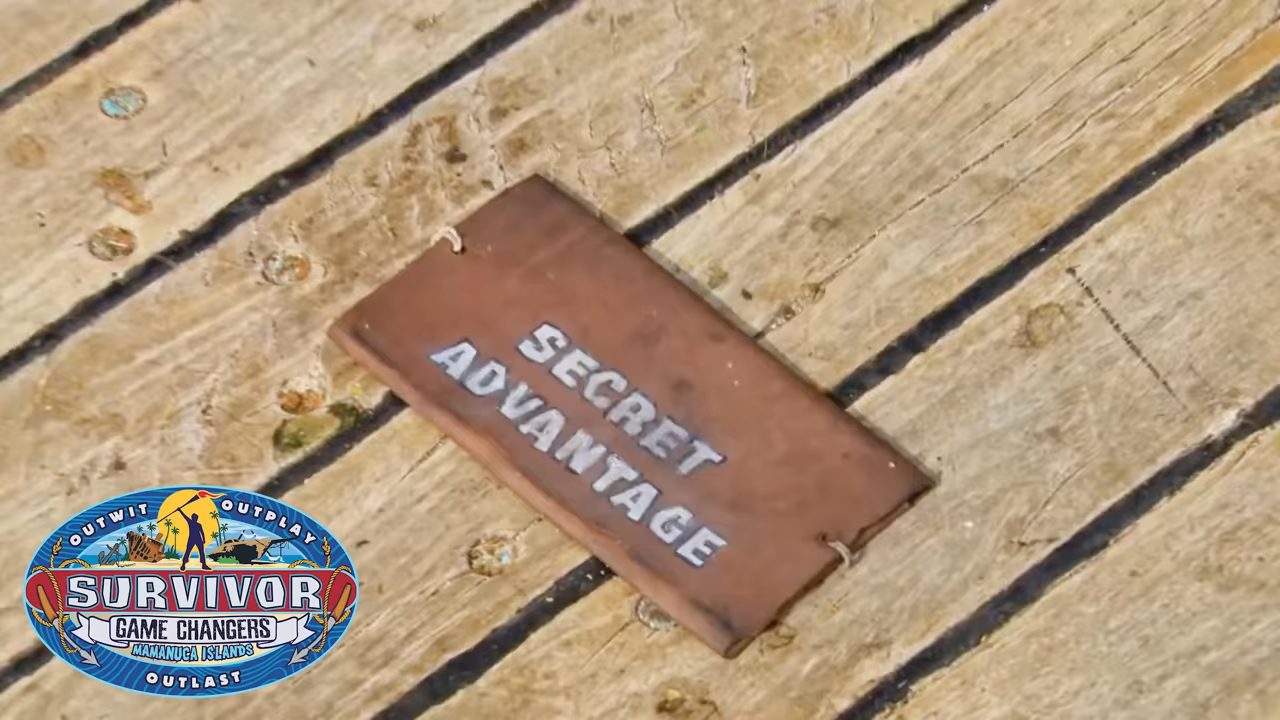 SECRET
ADVANTAGE
OUTWIT OUTPLAY
SURVIVOR
GAME CHANGERS
MAMANUCA ISLANDS
OUTLAST